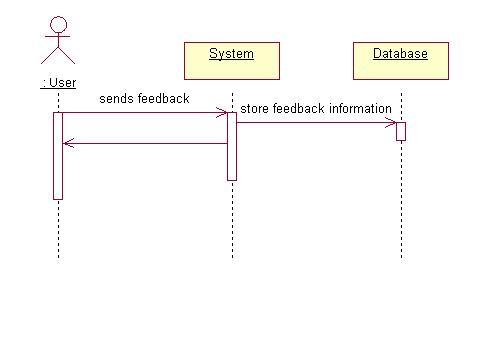 System
Database
: User
sends feedback
store feedback information